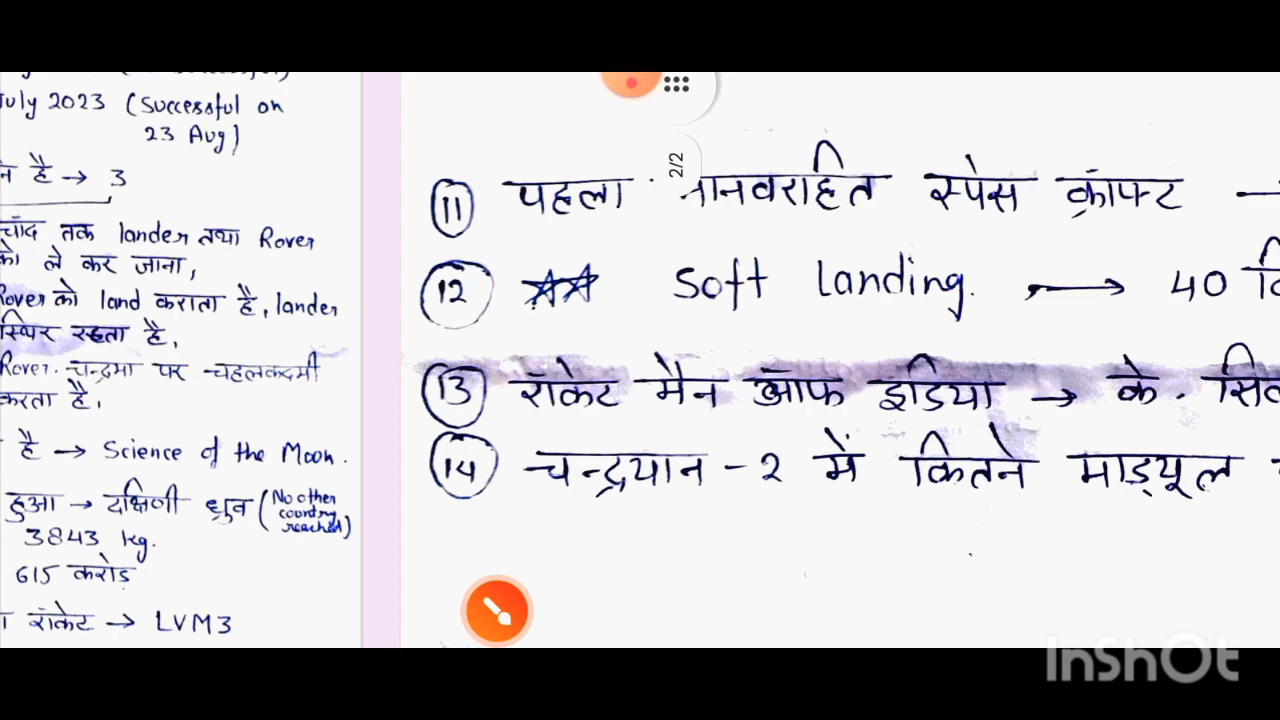 July 2023 (Successful on
23 Aug)
है → 3
चाँद तक lander तथा Rover
को ले कर जाना,
Rover को land कराता है, lander
स्थिर रहता है,
Rover. चन्द्रमा पर चहलकदमी
करता है,
है → Science of the Moon.
हुआ → दक्षिणी ध्रुव (No other
country
reached)
3843 kg.
615 करोड
रॉकेट → LVM3
2/2
11 पहला मानवरहित स्पेस क्रॉफ्ट →
12 ☆☆ Soft Landing. → 40
13 रॉकेट मैन ऑफ इंडिया → के.
14 चन्द्रयान -२ में कितने माड्यूल
InShOt